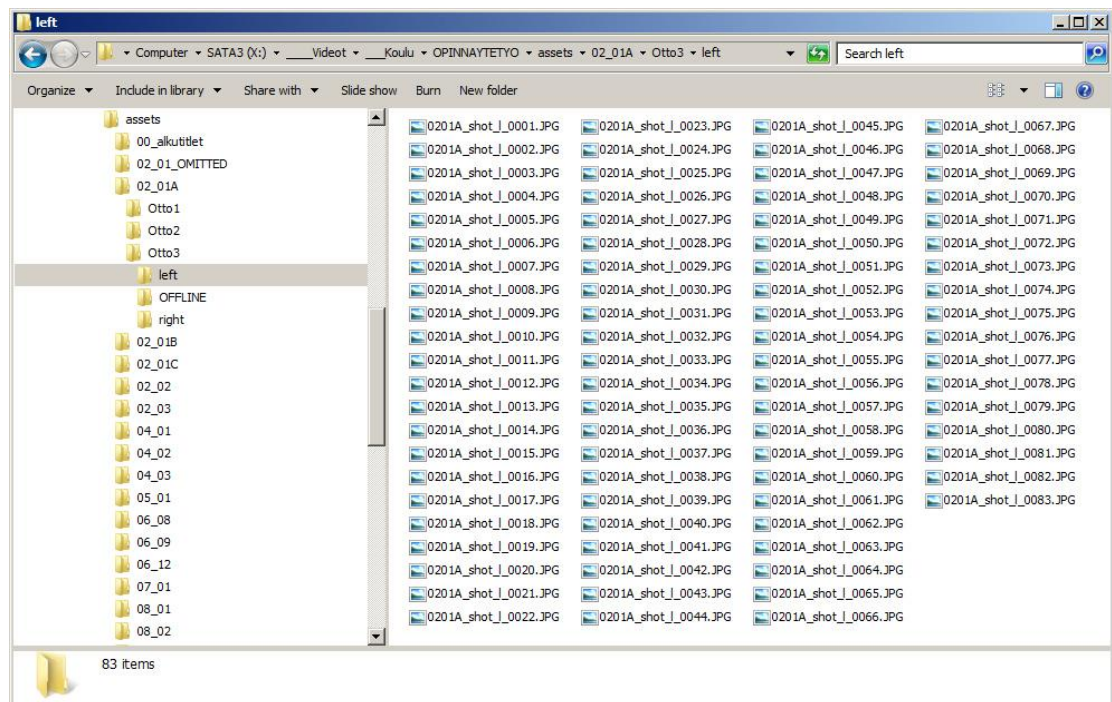 left
Computer SATA3 (X:) ____Videot ___Koulu OPINNAYTETYO assets 02_01A Otto3 left Search left
Organize Include in library Share with Slide show Burn New folder
assets
00_alkutitlet
02_01_OMITTED
02_01A
Otto1
Otto2
Otto3
left
OFFLINE
right
02_01B
02_01C
02_02
02_03
04_01
04_02
04_03
05_01
06_08
06_09
06_12
07_01
08_01
08_02
0201A_shot_l_0001.JPG 0201A_shot_l_0023.JPG 0201A_shot_l_0045.JPG 0201A_shot_l_0067.JPG
0201A_shot_l_0002.JPG 0201A_shot_l_0024.JPG 0201A_shot_l_0046.JPG 0201A_shot_l_0068.JPG
0201A_shot_l_0003.JPG 0201A_shot_l_0025.JPG 0201A_shot_l_0047.JPG 0201A_shot_l_0069.JPG
0201A_shot_l_0004.JPG 0201A_shot_l_0026.JPG 0201A_shot_l_0048.JPG 0201A_shot_l_0070.JPG
0201A_shot_l_0005.JPG 0201A_shot_l_0027.JPG 0201A_shot_l_0049.JPG 0201A_shot_l_0071.JPG
0201A_shot_l_0006.JPG 0201A_shot_l_0028.JPG 0201A_shot_l_0050.JPG 0201A_shot_l_0072.JPG
0201A_shot_l_0007.JPG 0201A_shot_l_0029.JPG 0201A_shot_l_0051.JPG 0201A_shot_l_0073.JPG
0201A_shot_l_0008.JPG 0201A_shot_l_0030.JPG 0201A_shot_l_0052.JPG 0201A_shot_l_0074.JPG
0201A_shot_l_0009.JPG 0201A_shot_l_0031.JPG 0201A_shot_l_0053.JPG 0201A_shot_l_0075.JPG
0201A_shot_l_0010.JPG 0201A_shot_l_0032.JPG 0201A_shot_l_0054.JPG 0201A_shot_l_0076.JPG
0201A_shot_l_0011.JPG 0201A_shot_l_0033.JPG 0201A_shot_l_0055.JPG 0201A_shot_l_0077.JPG
0201A_shot_l_0012.JPG 0201A_shot_l_0034.JPG 0201A_shot_l_0056.JPG 0201A_shot_l_0078.JPG
0201A_shot_l_0013.JPG 0201A_shot_l_0035.JPG 0201A_shot_l_0057.JPG 0201A_shot_l_0079.JPG
0201A_shot_l_0014.JPG 0201A_shot_l_0036.JPG 0201A_shot_l_0058.JPG 0201A_shot_l_0080.JPG
0201A_shot_l_0015.JPG 0201A_shot_l_0037.JPG 0201A_shot_l_0059.JPG 0201A_shot_l_0081.JPG
0201A_shot_l_0016.JPG 0201A_shot_l_0038.JPG 0201A_shot_l_0060.JPG 0201A_shot_l_0082.JPG
0201A_shot_l_0017.JPG 0201A_shot_l_0039.JPG 0201A_shot_l_0061.JPG 0201A_shot_l_0083.JPG
0201A_shot_l_0018.JPG 0201A_shot_l_0040.JPG 0201A_shot_l_0062.JPG
0201A_shot_l_0019.JPG 0201A_shot_l_0041.JPG 0201A_shot_l_0063.JPG
0201A_shot_l_0020.JPG 0201A_shot_l_0042.JPG 0201A_shot_l_0064.JPG
0201A_shot_l_0021.JPG 0201A_shot_l_0043.JPG 0201A_shot_l_0065.JPG
0201A_shot_l_0022.JPG 0201A_shot_l_0044.JPG 0201A_shot_l_0066.JPG
83 items